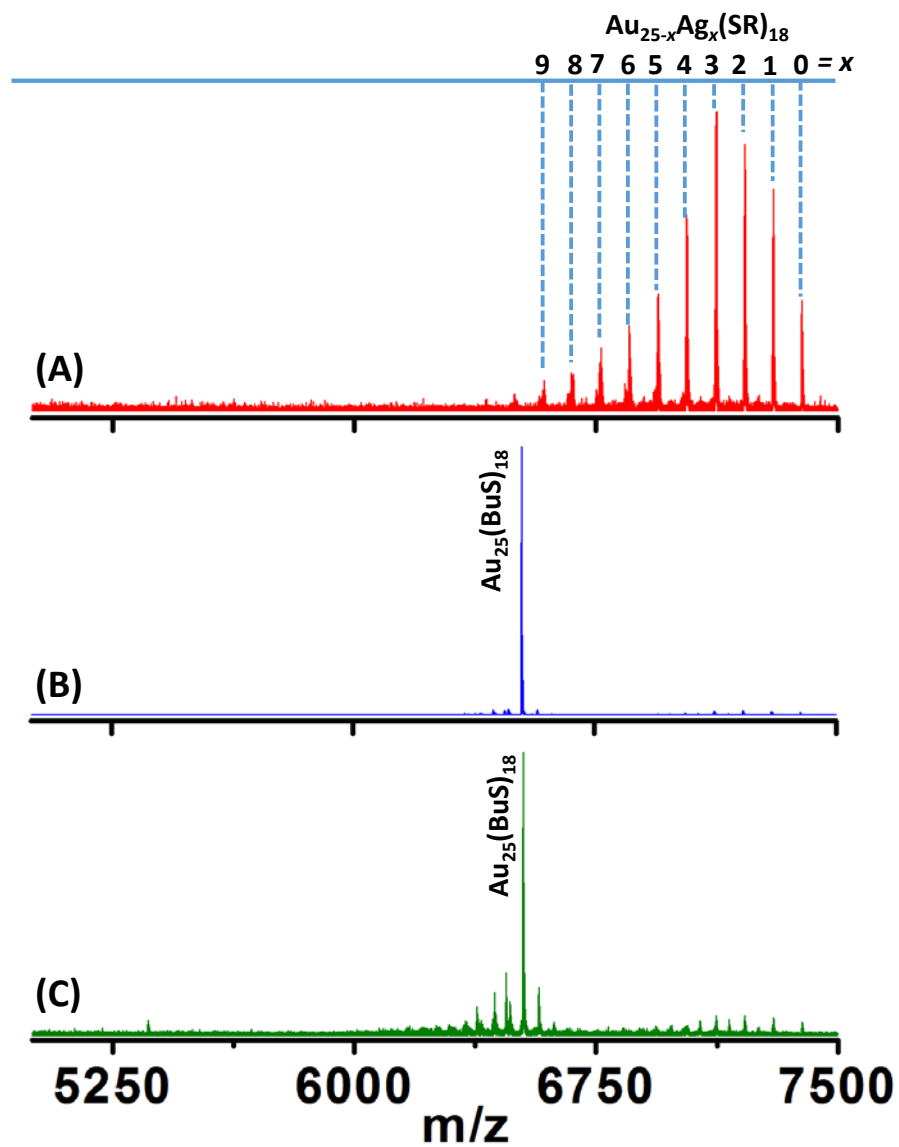 Au₂₅₋ₓAgₓ(SR)₁₈
9 8 7 6 5 4 3 2 1 0 = x
(A)
Au₂₅(BuS)₁₈
(B)
Au₂₅(BuS)₁₈
(C)
5250 6000 6750 7500
m/z